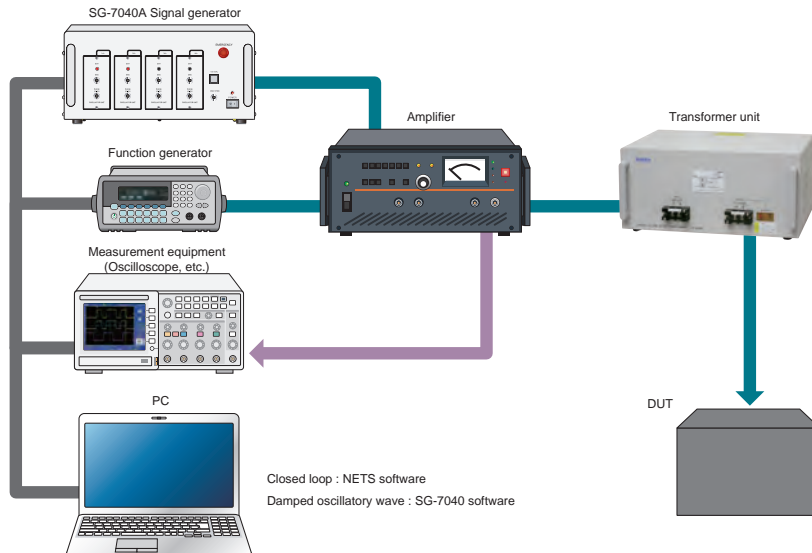 SG-7040A Signal generator
Amplifier
Transformer unit
Function generator
Measurement equipment
(Oscilloscope, etc.)
PC
DUT
Closed loop : NETS software
Damped oscillatory wave : SG-7040 software